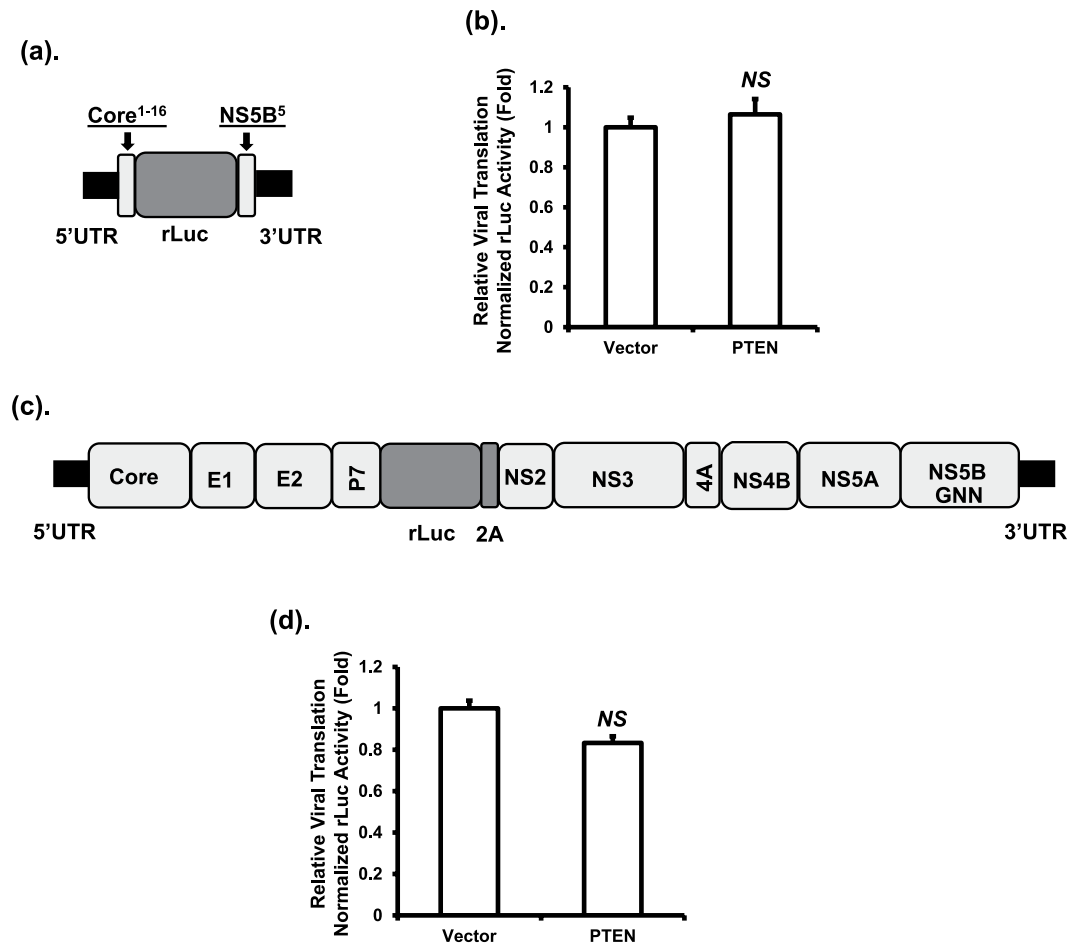 (a).
Core1-16 NS5B5
5'UTR rLuc 3'UTR
(b).
Relative Viral Translation
Normalized rLuc Activity (Fold)
1.2
1
0.8
0.6
0.4
0.2
0
NS
Vector PTEN
(c).
Core E1 E2 P7 NS2 NS3 4A NS4B NS5A NS5B
GNN
5'UTR rLuc 2A 3'UTR
(d).
Relative Viral Translation
Normalized rLuc Activity (Fold)
1.2
1
0.8
0.6
0.4
0.2
0
NS
Vector PTEN